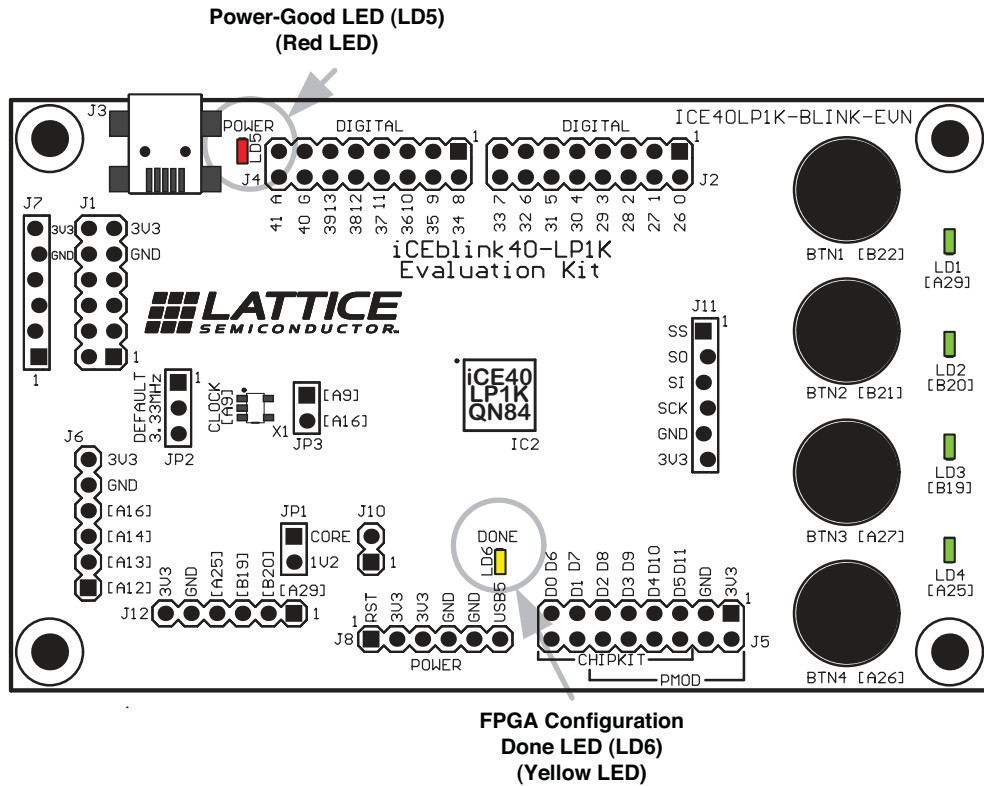 Power-Good LED (LD5)
(Red LED)
J3
POWER
LD5
DIGITAL
1
DIGITAL
1
ICE40LP1K-BLINK-EVN
J4
J2
41 A
40 G
39 13
38 12
37 11
36 10
35 9
34 8
33 7
32 6
31 5
30 4
29 3
28 2
27 1
26 0
J7
J1
3V3
3V3
GND
GND
1
1
iCEblink40-LP1K
Evaluation Kit
LATTICE
SEMICONDUCTOR
BTN1 [B22]
LD1
[A29]
J11
1
SS
SO
SI
SCK
GND
3V3
BTN2 [B21]
LD2
[B20]
DEFAULT
3.33MHz
1
JP2
CLOCK
[A9]
X1
[A9]
[A16]
JP3
iCE40
LP1K
QN84
IC2
J6
3V3
GND
[A16]
[A14]
[A13]
[A12]
BTN3 [A27]
LD3
[B19]
JP1
CORE
1V2
J10
1
DONE
LD6
LD4
[A25]
3V3
GND
[A25]
[B19]
[B20]
[A29]
J12
1
1
RST
3V3
3V3
GND
GND
USB5
J8
POWER
D0 D6
D1 D7
D2 D8
D3 D9
D4 D10
D5 D11
GND
3V3
1
J5
CHIPKIT
PMOD
BTN4 [A26]
FPGA Configuration
Done LED (LD6)
(Yellow LED)